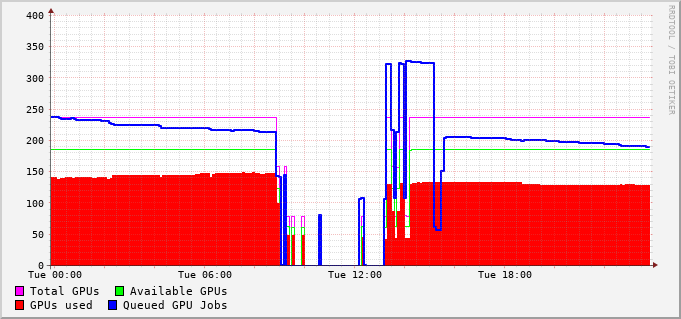 400
350
300
250
200
150
100
50
0
Tue 00:00 Tue 06:00 Tue 12:00 Tue 18:00
Total GPUs Available GPUs
GPUs used Queued GPU Jobs
RRDTOOL / TOBI OETIKER